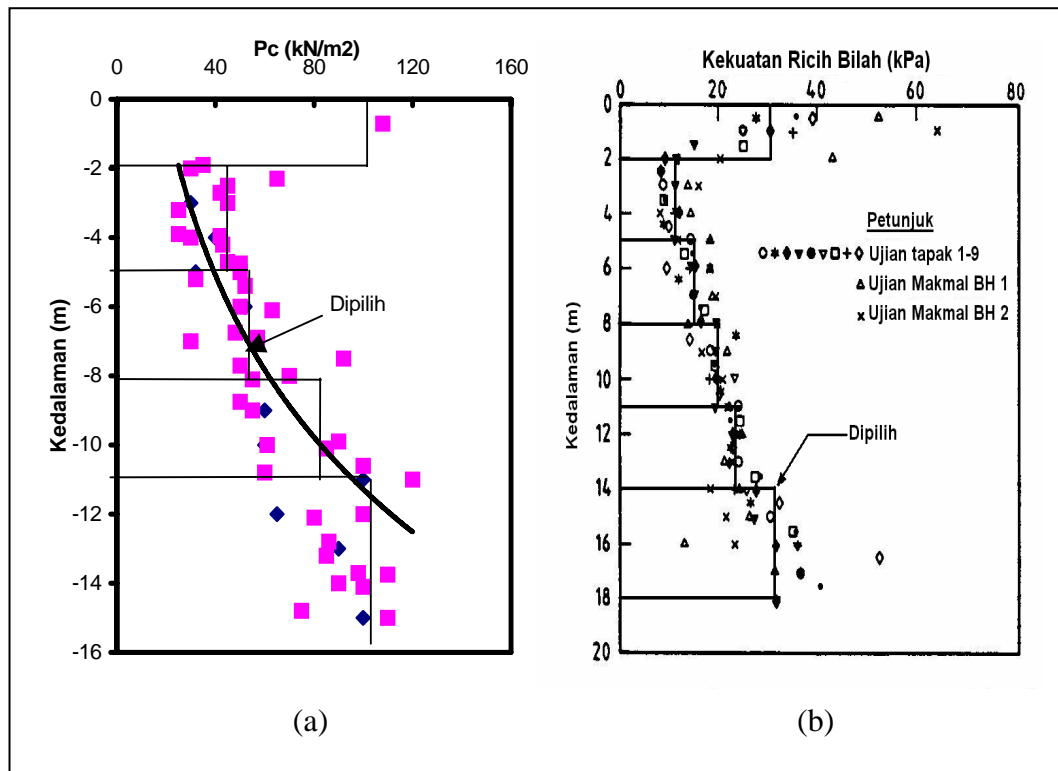 Pc (kN/m2)
0 40 80 120 160
0
-2
-4
-6
-8
-10
-12
-14
-16
Kedalaman (m)
Dipilih
(a)
Kekuatan Ricih Bilah (kPa)
0 20 40 60 80
0
2
4
6
8
10
12
14
16
18
20
Kedalaman (m)
Petunjuk
Ujian tapak 1-9
Ujian Makmal BH 1
Ujian Makmal BH 2
Dipilih
(b)